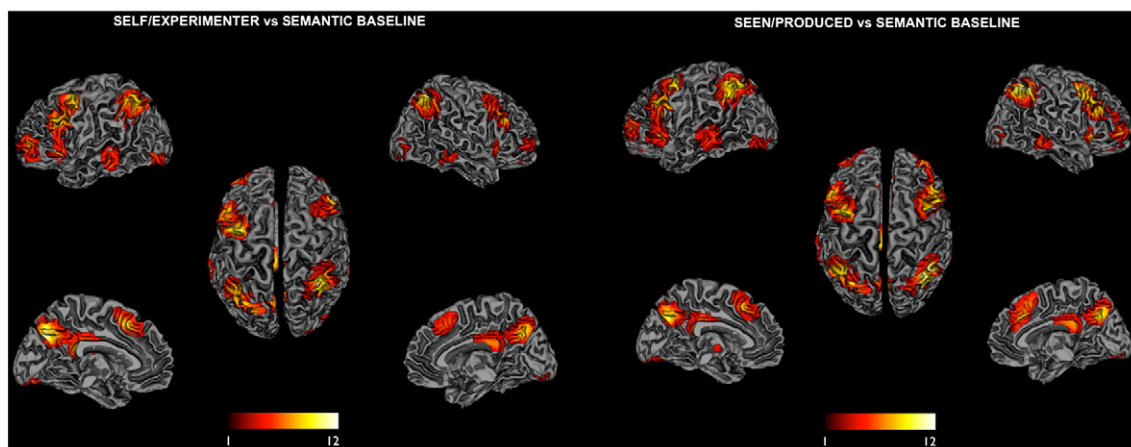 SELF/EXPERIMENTER vs SEMANTIC BASELINE
SEEN/PRODUCED vs SEMANTIC BASELINE
1 12
1 12